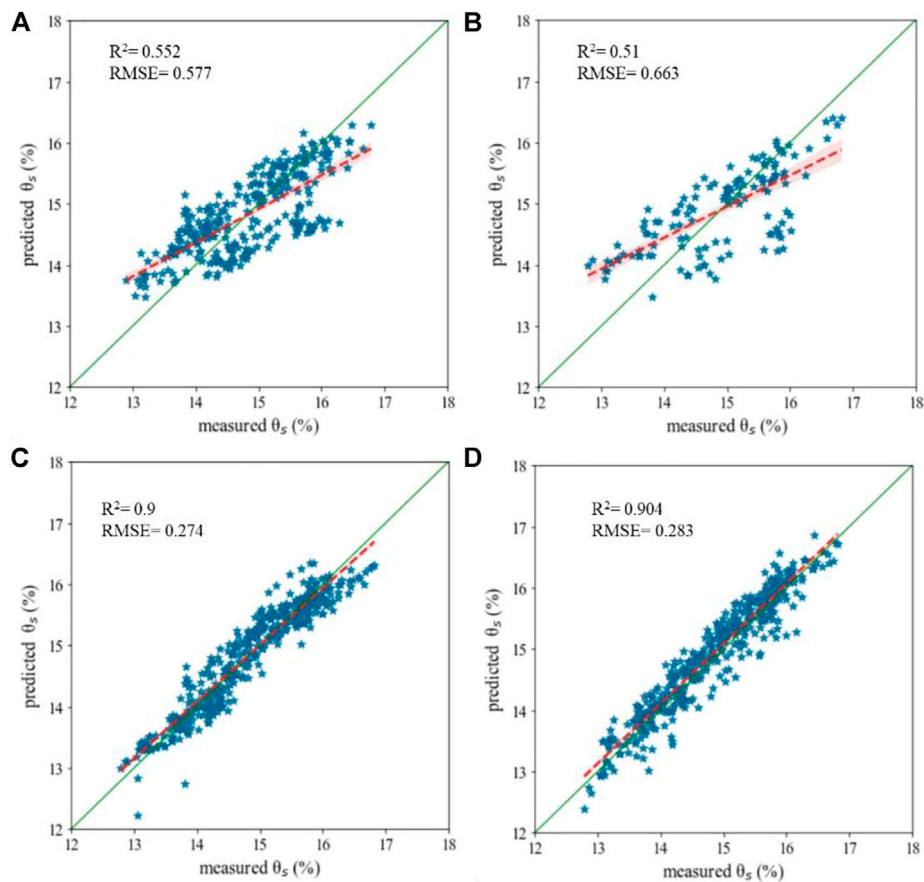 A
R²= 0.552
RMSE= 0.577
18
17
16
15
14
13
12
predicted θs (%)
12 13 14 15 16 17 18
measured θs (%)
B
R²= 0.51
RMSE= 0.663
18
17
16
15
14
13
12
predicted θs (%)
12 13 14 15 16 17 18
measured θs (%)
C
R²= 0.9
RMSE= 0.274
18
17
16
15
14
13
12
predicted θs (%)
12 13 14 15 16 17 18
measured θs (%)
D
R²= 0.904
RMSE= 0.283
18
17
16
15
14
13
12
predicted θs (%)
12 13 14 15 16 17 18
measured θs (%)